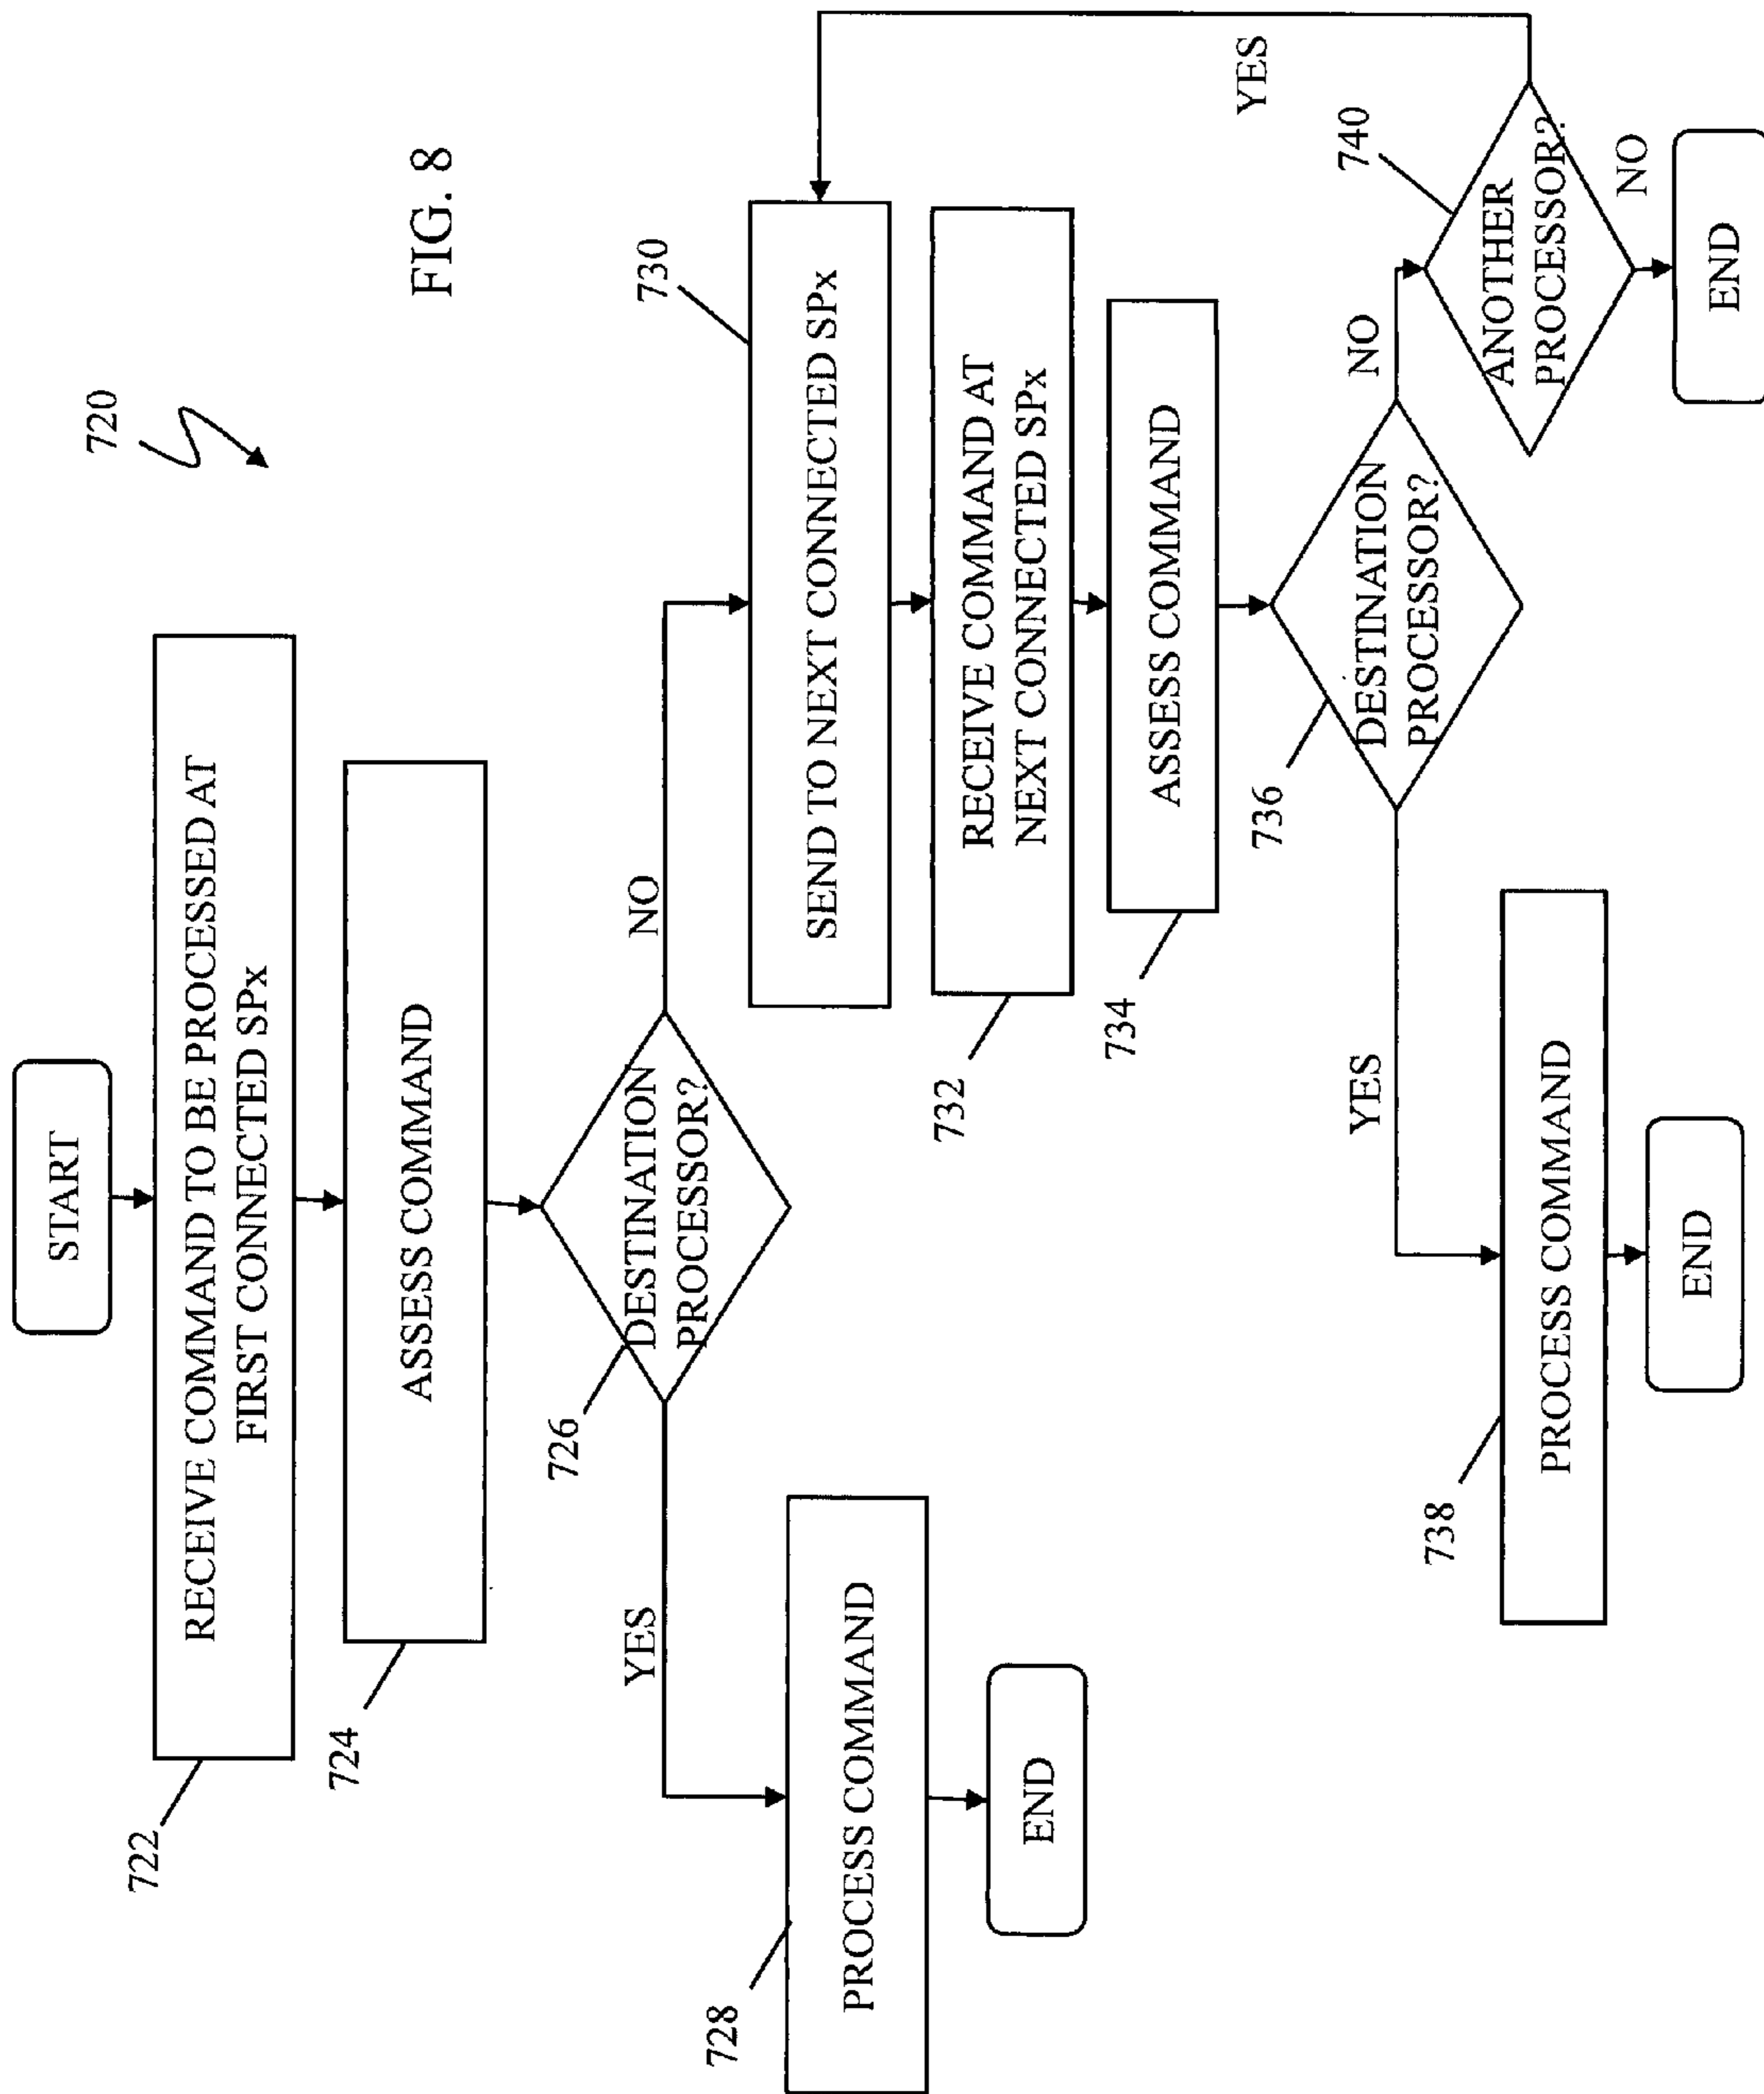 720
FIG. 8
START
RECEIVE COMMAND TO BE PROCESSED AT
FIRST CONNECTED SPx
722
ASSESS COMMAND
724
DESTINATION
PROCESSOR?
726
YES
NO
PROCESS COMMAND
728
END
SEND TO NEXT CONNECTED SPx
730
RECEIVE COMMAND AT
NEXT CONNECTED SPx
732
ASSESS COMMAND
734
DESTINATION
PROCESSOR?
736
YES
NO
PROCESS COMMAND
738
END
ANOTHER
PROCESSOR?
740
YES
NO
END